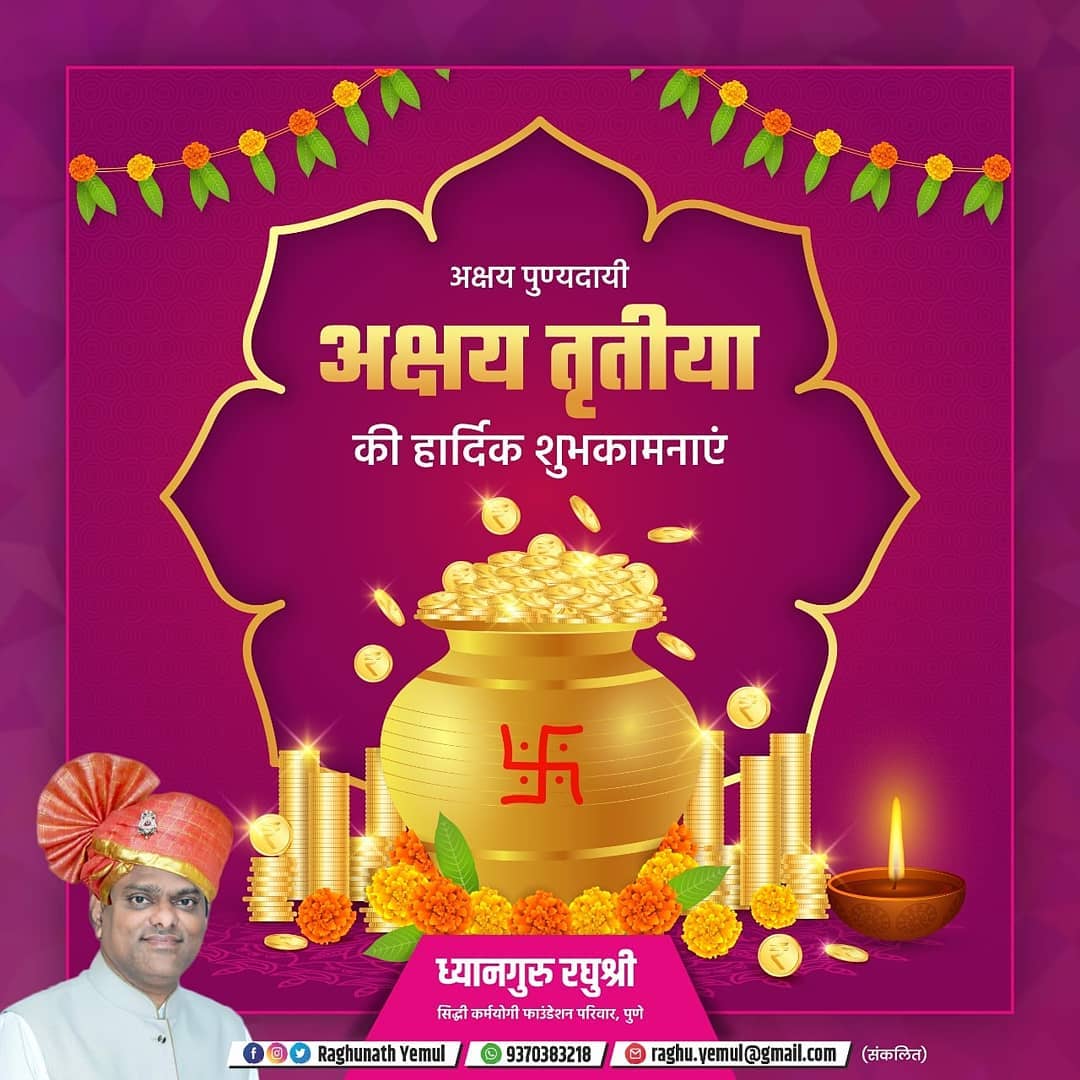 अक्षय पुण्यदायी
अक्षय तृतीया
की हार्दिक शुभकामनाएं
ध्यानगुरु रघुश्री
सिद्धी कर्मयोगी फाउंडेशन परिवार, पुणे
Raghunath Yemul 9370383218 raghu.yemul@gmail.com (संकलित)